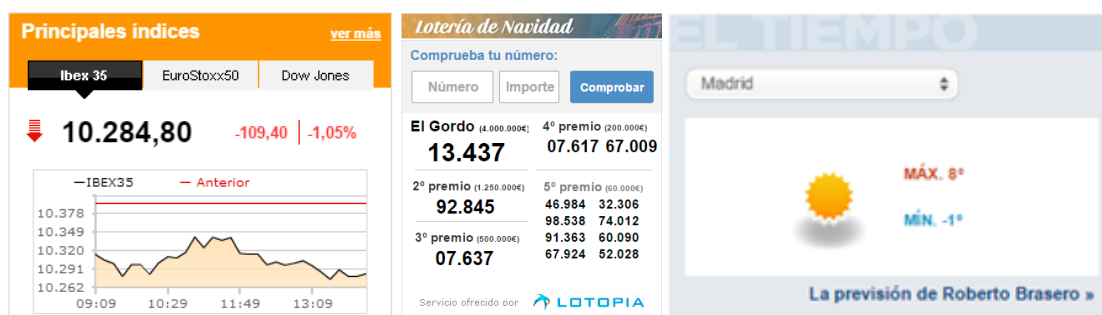 Principales índices
ver más
Ibex 35 EuroStoxx50 Dow Jones
10.284,80 -109,40 -1,05%
IBEX35 Anterior
10.378
10.349
10.320
10.291
10.262
09:09 10:29 11:49 13:09
Lotería de Navidad
Comprueba tu número:
Número Importe Comprobar
El Gordo (4.000.000€)
13.437
4º premio (200.000€)
07.617 67.009
2º premio (1.250.000€)
92.845
3º premio (500.000€)
07.637
5º premio (60.000€)
46.984 32.306
98.538 74.012
91.363 60.090
67.924 52.028
Servicio ofrecido por LOTOPIA
EL TIEMPO
Madrid
MÁX. 8º
MÍN. -1º
La previsión de Roberto Brasero »